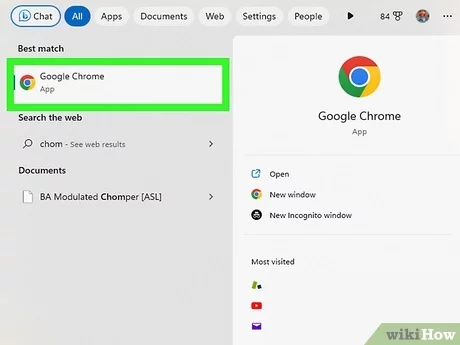 Chat
All
Apps
Documents
Web
Settings
People
84
Best match
Google Chrome
App
Search the web
chom - See web results
Documents
BA Modulated Chomper [ASL]
Google Chrome
App
Open
New window
New Incognito window
Most visited
wikiHow